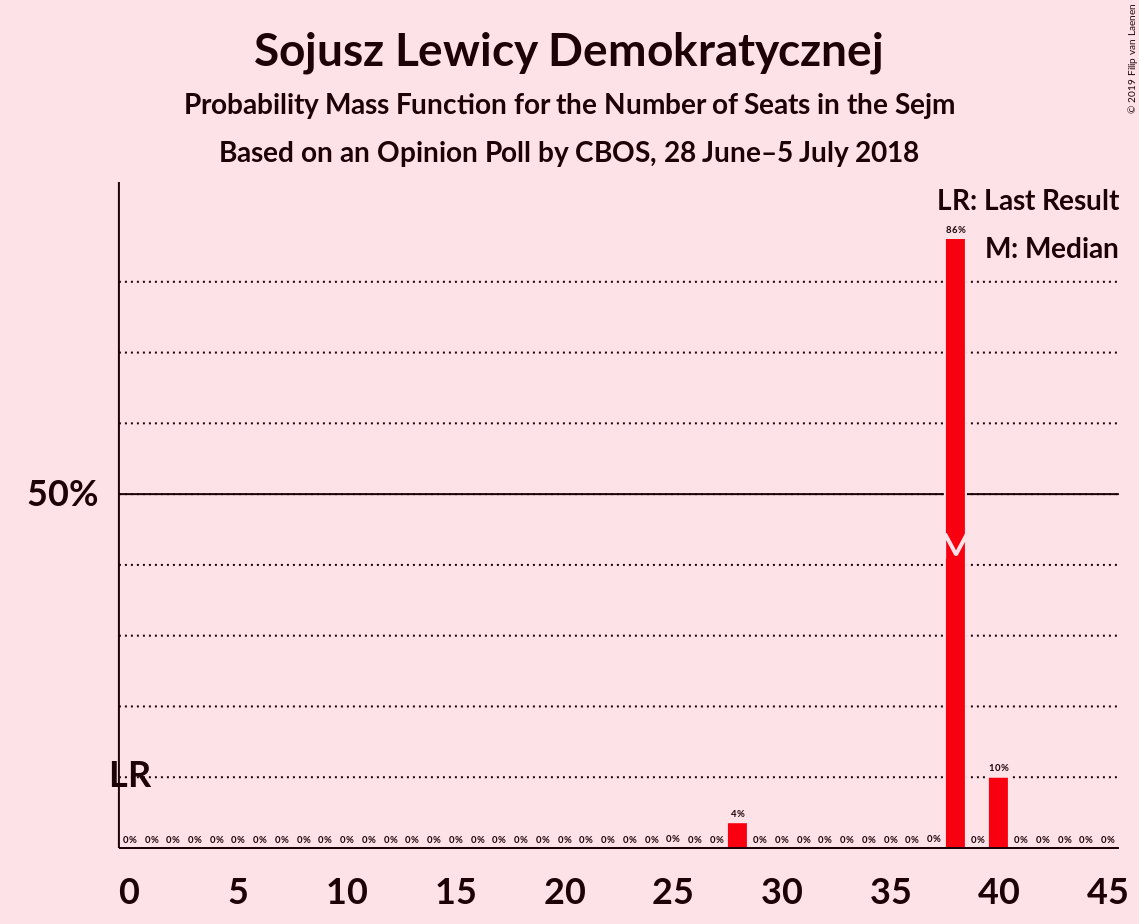 Sojusz Lewicy Demokratycznej
Probability Mass Function for the Number of Seats in the Sejm
Based on an Opinion Poll by CBOS, 28 June–5 July 2018
© 2019 Filip van Laenen
LR: Last Result
M: Median
86%
50%
M
LR
10%
4%
0% 0% 0% 0% 0% 0% 0% 0% 0% 0% 0% 0% 0% 0% 0% 0% 0% 0% 0% 0% 0% 0% 0% 0% 0% 0% 0% 0% 0% 0% 0% 0% 0% 0% 0% 0% 0% 0% 0% 0% 0% 0% 0%
0 5 10 15 20 25 30 35 40 45